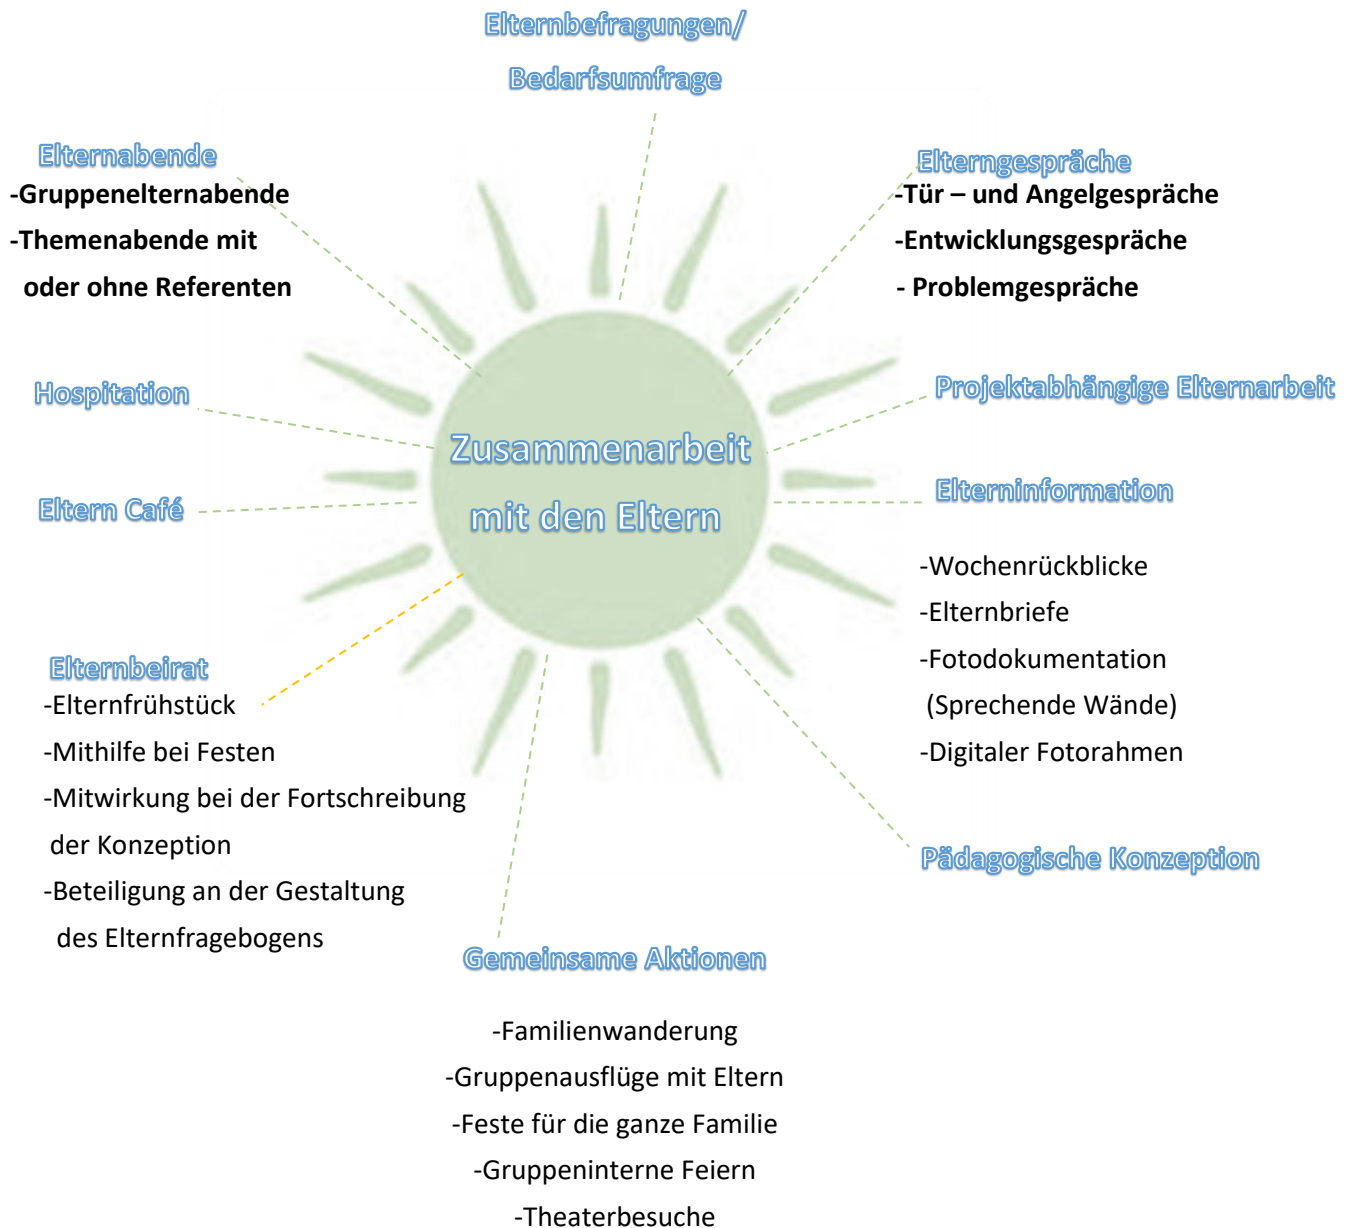 Elternbefragungen/
Bedarfsumfrage
Elternabende
-Gruppenelternabende
-Themenabende mit
oder ohne Referenten
Elterngespräche
-Tür – und Angelgespräche
-Entwicklungsgespräche
- Problemgespräche
Hospitation
Projektabhängige Elternarbeit
Zusammenarbeit
mit den Eltern
Eltern Café
Elterninformation
-Wochenrückblicke
-Elternbriefe
-Fotodokumentation
(Sprechende Wände)
-Digitaler Fotorahmen
Elternbeirat
-Elternfrühstück
-Mithilfe bei Festen
-Mitwirkung bei der Fortschreibung
der Konzeption
-Beteiligung an der Gestaltung
des Elternfragebogens
Pädagogische Konzeption
Gemeinsame Aktionen
-Familienwanderung
-Gruppenausflüge mit Eltern
-Feste für die ganze Familie
-Gruppeninterne Feiern
-Theaterbesuche